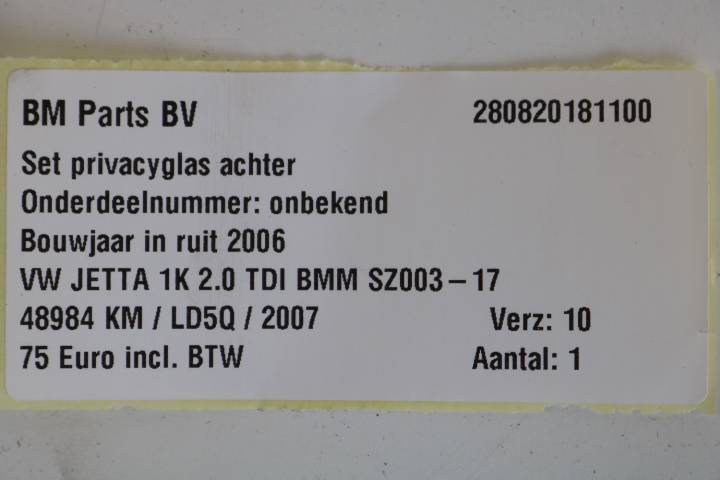 BM Parts BV 280820181100
Set privacyglas achter
Onderdeelnummer: onbekend
Bouwjaar in ruit 2006
VW JETTA 1K 2.0 TDI BMM SZ003-17
48984 KM / LD5Q / 2007 Verz: 10
75 Euro incl. BTW Aantal: 1